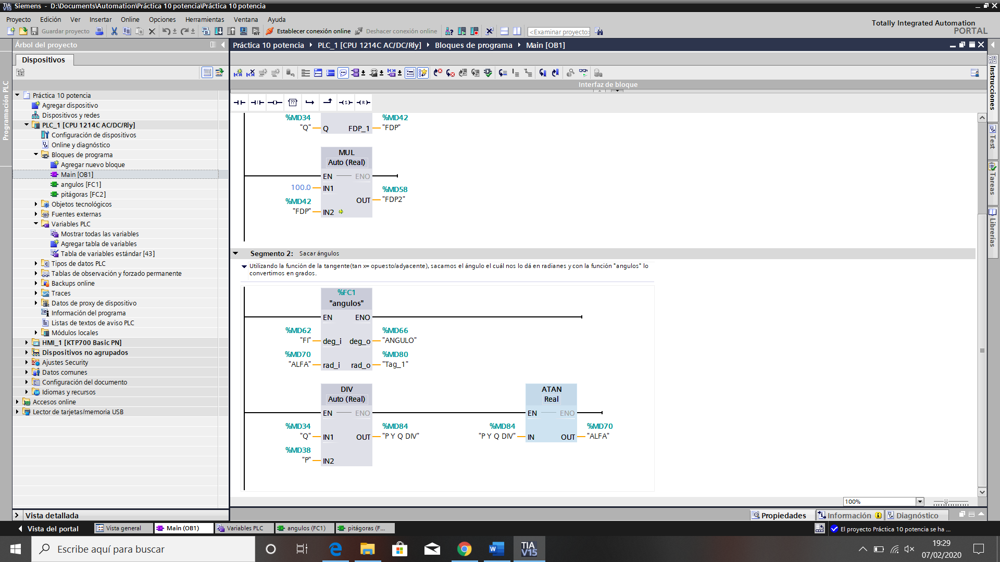 Siemens - D:\Documents\Automation\Práctica 10 potencia\Práctica 10 potencia
Proyecto Edición Ver Insertar Online Opciones Herramientas Ventana Ayuda
Totally Integrated Automation
PORTAL
Guardar proyecto
Establecer conexión online
Deshacer conexión online
<Examinar proyecto>
Árbol del proyecto
Práctica 10 potencia PLC_1 [CPU 1214C AC/DC/Rly] Bloques de programa Main [OB1]
Dispositivos
Programación PLC
Práctica 10 potencia
Agregar dispositivo
Dispositivos y redes
PLC_1 [CPU 1214C AC/DC/Rly]
Configuración de dispositivos
Online y diagnóstico
Bloques de programa
Agregar nuevo bloque
Main [OB1]
angulos [FC1]
pitágoras [FC2]
Objetos tecnológicos
Fuentes externas
Variables PLC
Mostrar todas las variables
Agregar tabla de variables
Tabla de variables estándar [43]
Tipos de datos PLC
Tablas de observación y forzado permanente
Backups online
Traces
Datos de proxy de dispositivo
Información del programa
Listas de textos de aviso PLC
Módulos locales
HMI_1 [KTP700 Basic PN]
Dispositivos no agrupados
Ajustes Security
Datos comunes
Configuración del documento
Idiomas y recursos
Accesos online
Lector de tarjetas/memoria USB
Vista detallada
Interfaz de bloque
??
(S)
(R)
%MD34
"Q"
Q FDP_1
%MD42
"FDP"
MUL
Auto (Real)
EN ENO
100.0
IN1
%MD42
"FDP"
IN2
OUT
%MD58
"FDP2"
Segmento 2: Sacar ángulos
Utilizando la función de la tangente(tan x= opuesto/adyacente), sacamos el ángulo el cuál nos lo dá en radianes y con la función "angulos" lo
convertimos en grados.
%FC1
"angulos"
EN ENO
%MD62
"FI"
deg_i deg_o
%MD66
"ANGULO"
%MD70
"ALFA"
rad_i rad_o
%MD80
"Tag_1"
DIV
Auto (Real)
EN ENO
%MD34
"Q"
IN1 OUT
%MD84
"P Y Q DIV"
%MD38
"P"
IN2
ATAN
Real
EN ENO
%MD84
"P Y Q DIV"
IN OUT
%MD70
"ALFA"
100%
Instrucciones
Test
Tareas
Librerías
Propiedades
Información
Diagnóstico
Vista del portal
Vista general
Main (OB1)
Variables PLC
angulos (FC1)
pitágoras (F...
El proyecto Práctica 10 potencia se ha ...
Escribe aquí para buscar
TIA
V15
19:29
07/02/2020